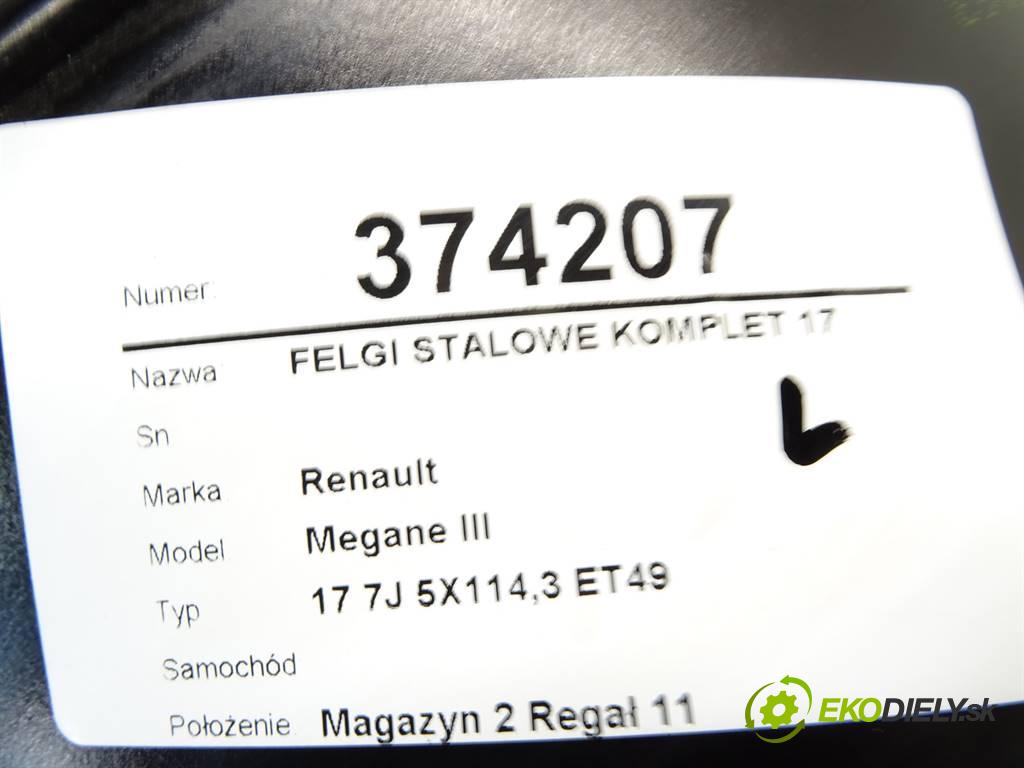 Numer: 374207
Nazwa: FELGI STALOWE KOMPLET 17
Sn
Marka Renault
Model Megane III
Typ 17 7J 5X114,3 ET49
Samochód
Położenie Magazyn 2 Regał 11
L
EKODIELY.sk